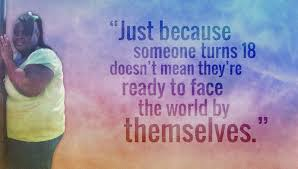 “Just because
someone turns 18
doesn't mean they're
ready to face
the world by
themselves.”